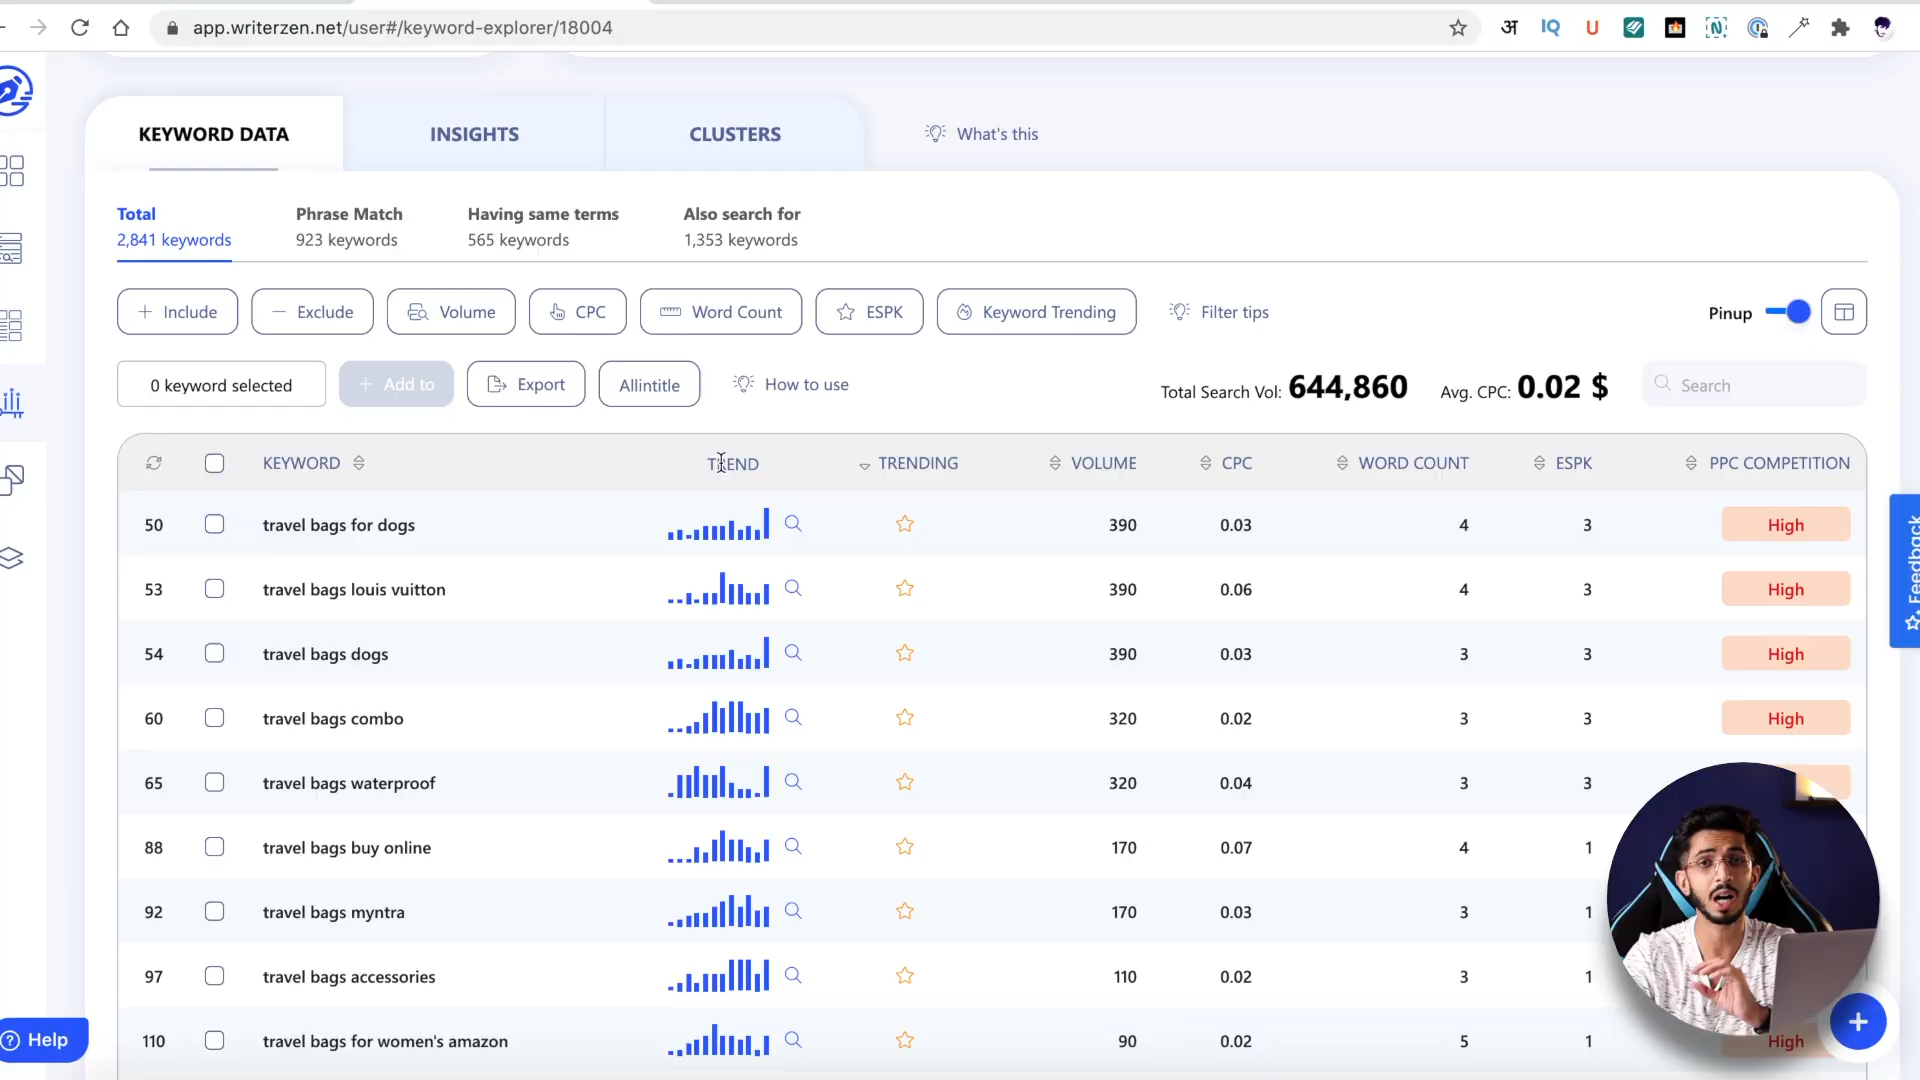 app.writerzen.net/user#/keyword-explorer/18004
अ IQ U N
KEYWORD DATA INSIGHTS CLUSTERS What's this
Total Phrase Match Having same terms Also search for
2,841 keywords 923 keywords 565 keywords 1,353 keywords
+ Include − Exclude Volume CPC Word Count ESPK Keyword Trending Filter tips Pinup
0 keyword selected + Add to Export Allintitle How to use Total Search Vol: 644,860 Avg. CPC: 0.02 $ Search
KEYWORD TREND TRENDING VOLUME CPC WORD COUNT ESPK PPC COMPETITION
50 travel bags for dogs 390 0.03 4 3 High
53 travel bags louis vuitton 390 0.06 4 3 High
54 travel bags dogs 390 0.03 3 3 High
60 travel bags combo 320 0.02 3 3 High
65 travel bags waterproof 320 0.04 3 3
88 travel bags buy online 170 0.07 4 1
92 travel bags myntra 170 0.03 3 1
97 travel bags accessories 110 0.02 3 1
110 travel bags for women's amazon 90 0.02 5 1 High
Feedback
? Help
+